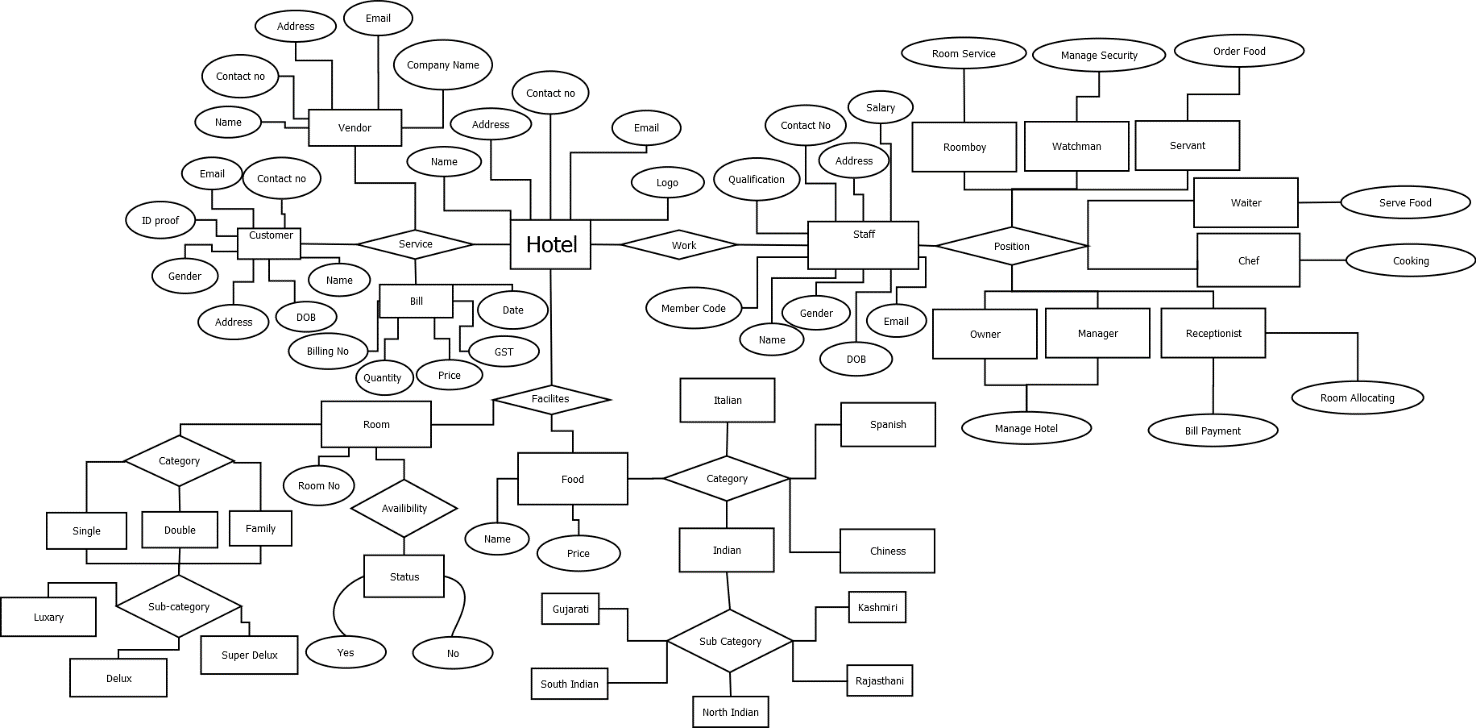 Email
Address
Company Name
Contact no
Name
Vendor
Contact no
Address
Email
Name
Logo
Hotel
Email
Contact no
ID proof
Customer
Gender
Name
Address
DOB
Service
Bill
Date
Billing No
GST
Quantity
Price
Work
Salary
Contact No
Address
Qualification
Staff
Member Code
Gender
Name
Email
DOB
Room Service
Manage Security
Order Food
Roomboy
Watchman
Servant
Position
Waiter
Serve Food
Chef
Cooking
Owner
Manager
Receptionist
Manage Hotel
Bill Payment
Room Allocating
Facilites
Room
Category
Room No
Availibility
Single
Double
Family
Status
Sub-category
Luxary
Delux
Super Delux
Yes
No
Food
Name
Price
Category
Italian
Spanish
Indian
Chiness
Sub Category
Gujarati
Kashmiri
South Indian
Rajasthani
North Indian